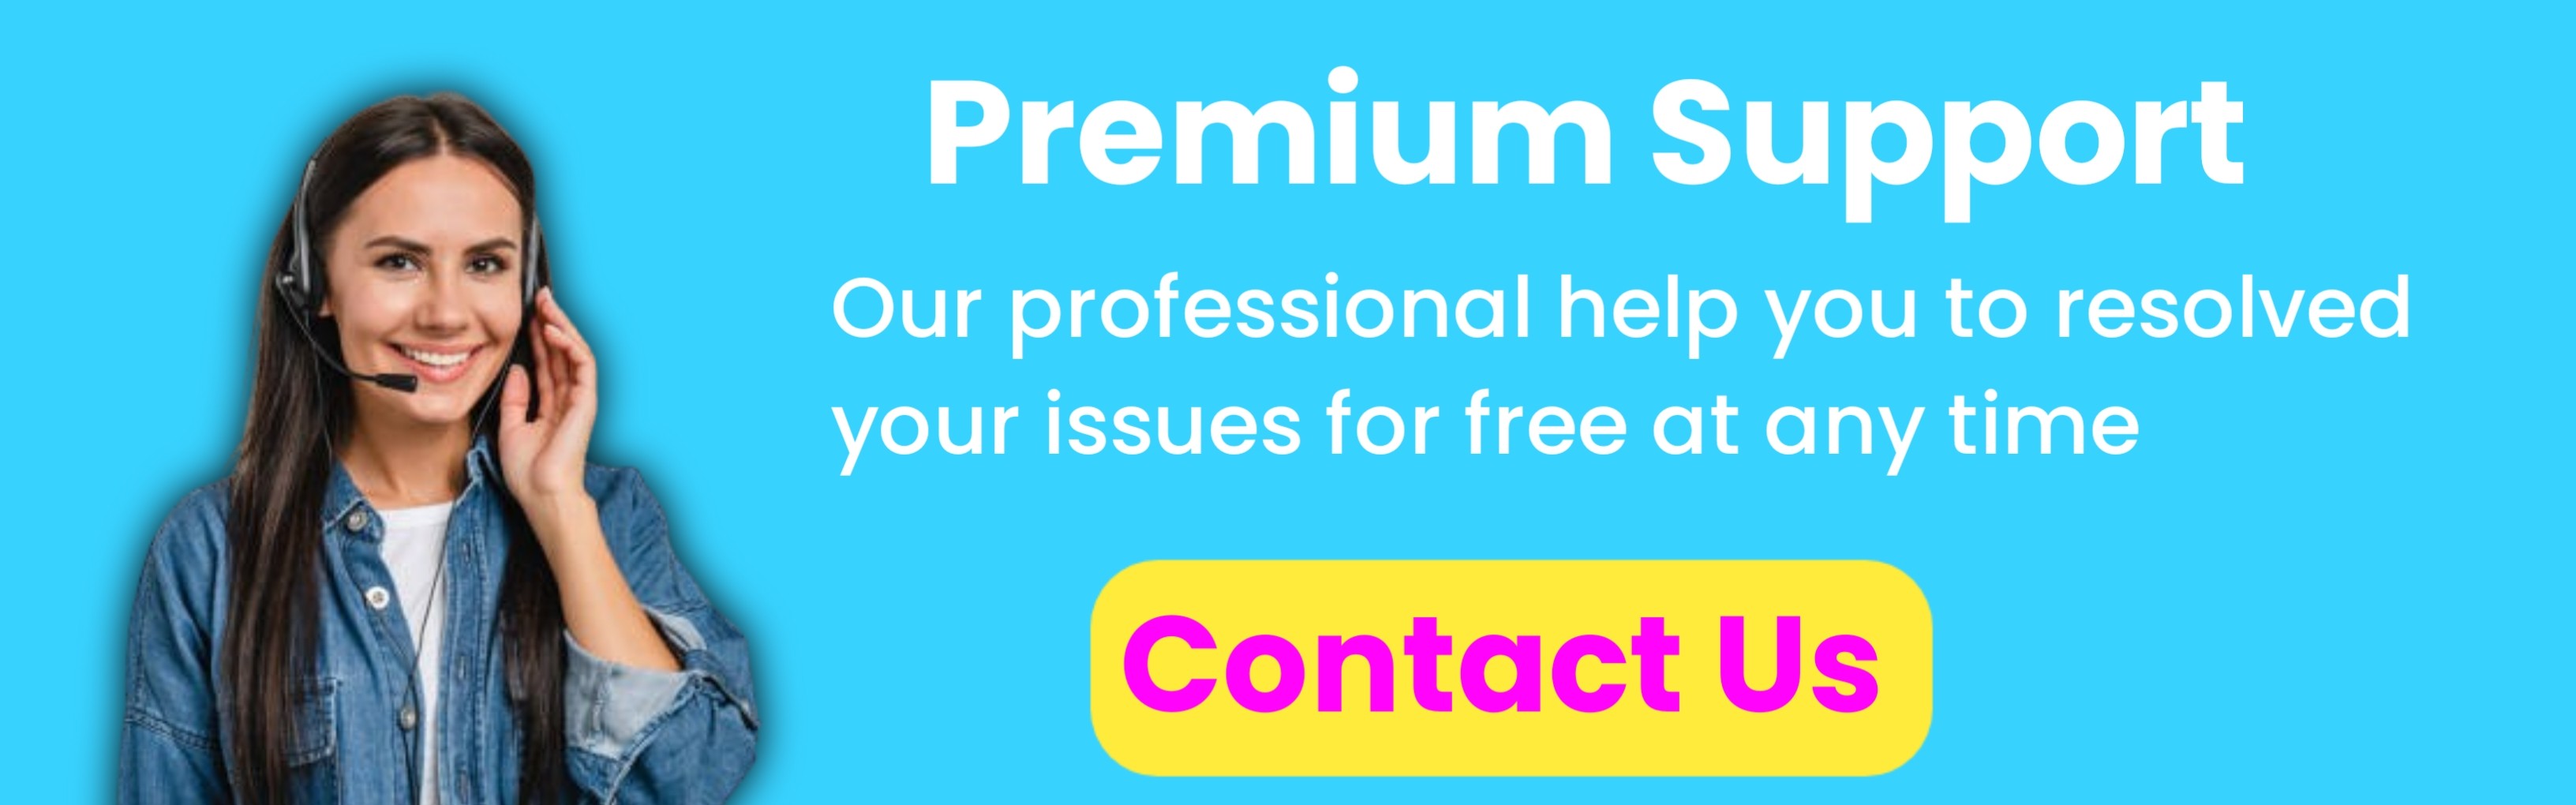 Premium Support
Our professional help you to resolved
your issues for free at any time
Contact Us